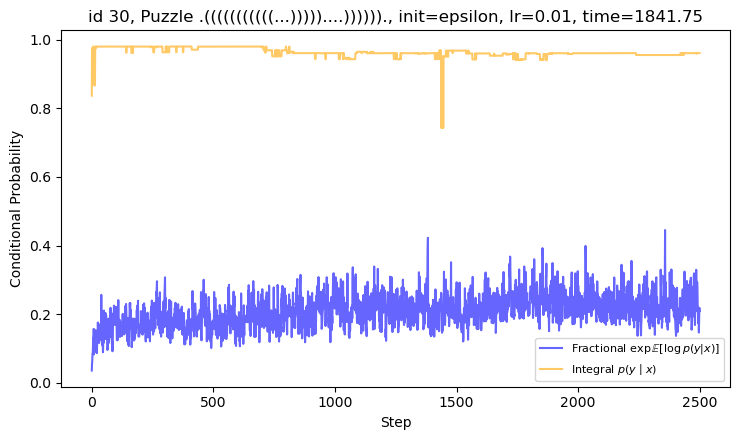 id 30, Puzzle .(((((((((((...)))))....))))))., init=epsilon, lr=0.01, time=1841.75
Conditional Probability
1.0
0.8
0.6
0.4
0.2
0.0
0
500
1000
1500
2000
2500
Step
Fractional exp 𝔼[log p(y|x)]
Integral p(y | x)